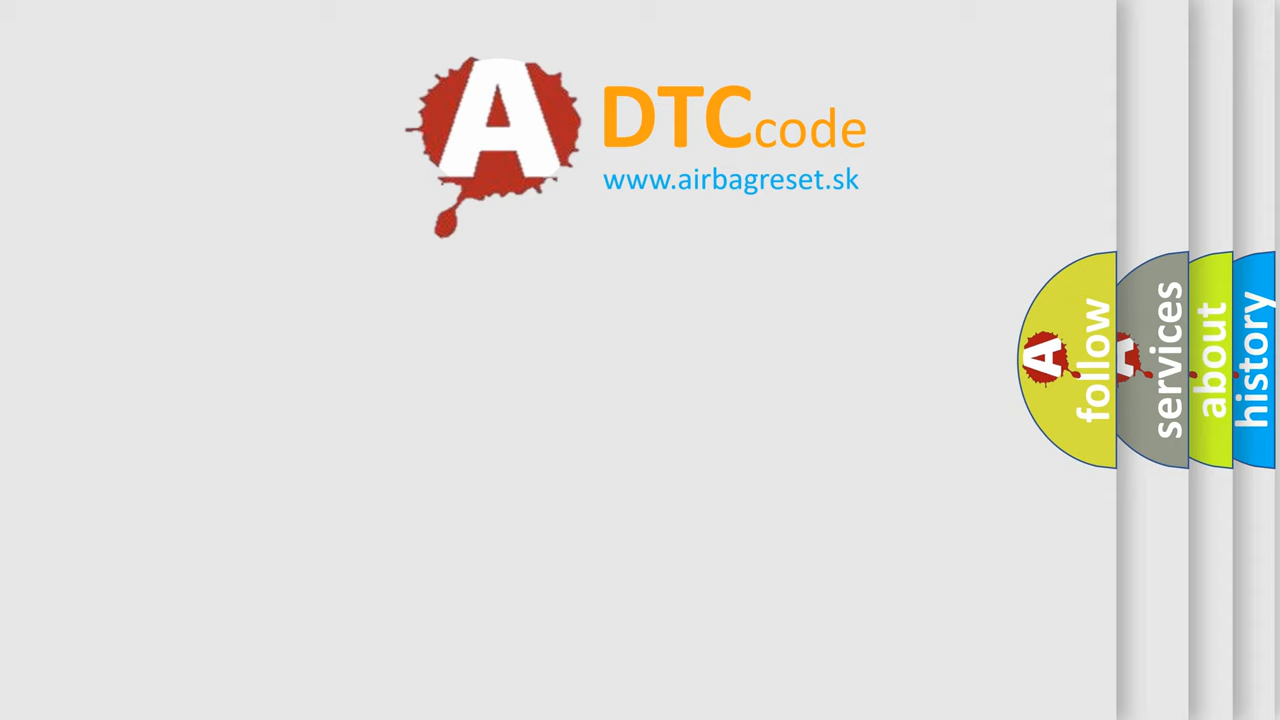 A DTCcode
www.airbagreset.sk
A follow
A services
about
history